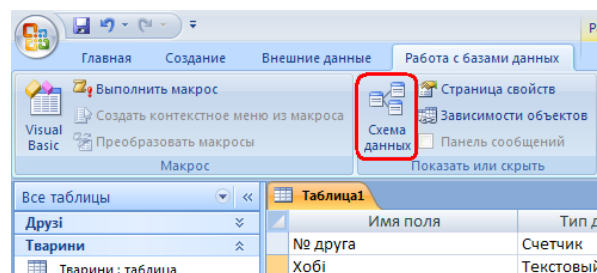 Р
Главная Создание Внешние данные Работа с базами данных
Выполнить макрос
Создать контекстное меню из макроса
Преобразовать макросы
Visual
Basic
Макрос
Схема
данных
Страница свойств
Зависимости объектов
Панель сообщений
Показать или скрыть
Все таблицы
Друзі
Тварини
Тварини : таблица
Таблица1
Имя поля Тип д
№ друга Счетчик
Хобі Текстовый